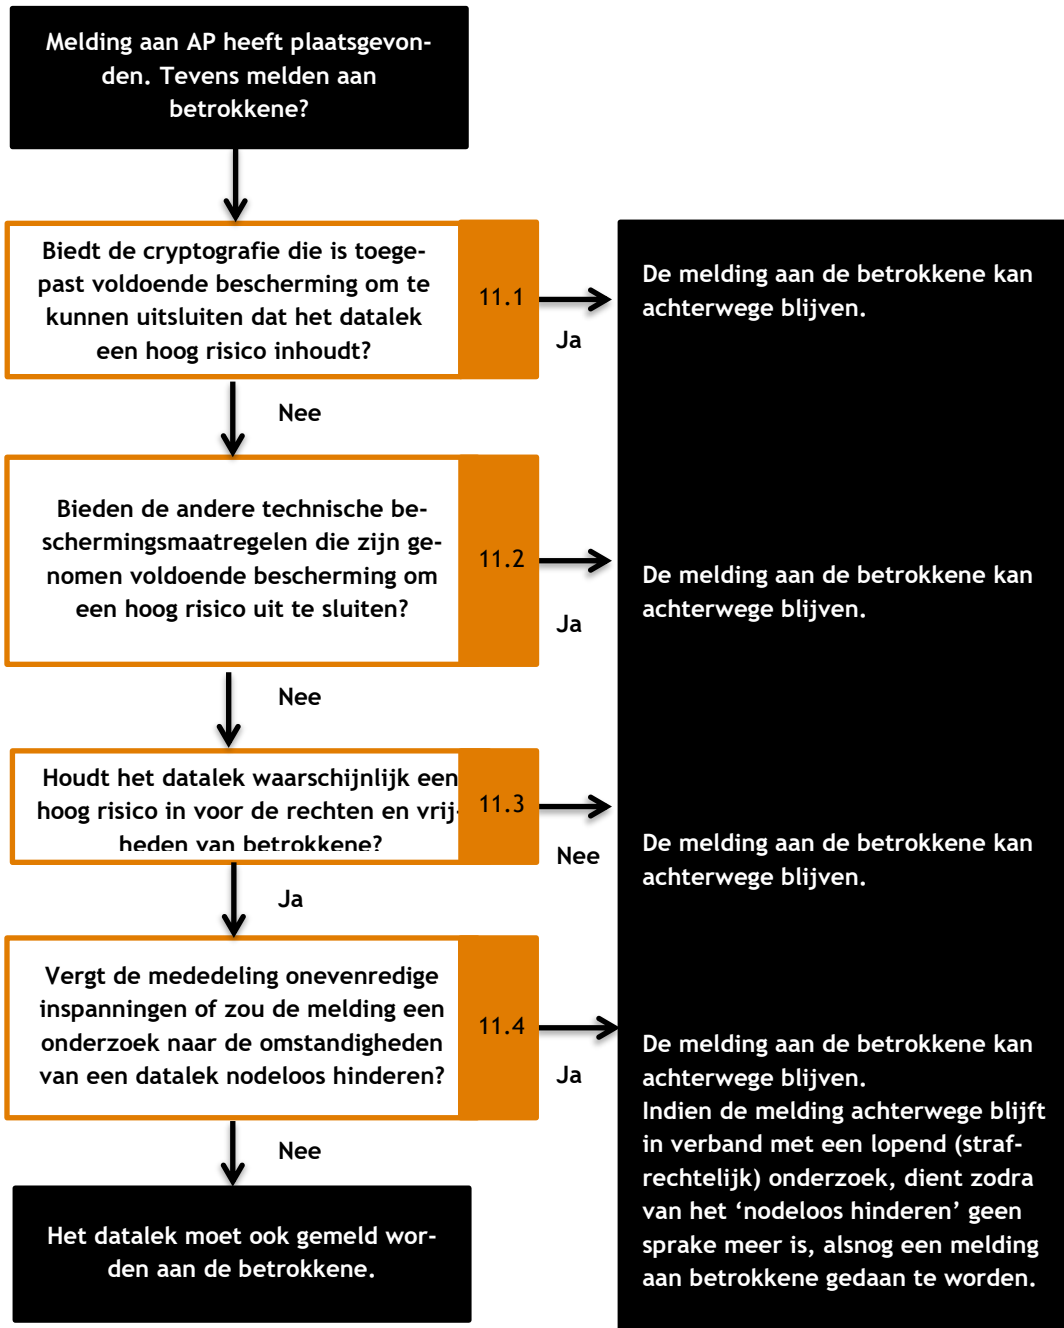 Melding aan AP heeft plaatsgevon-
den. Tevens melden aan
betrokkene?
Biedt de cryptografie die is toege-
past voldoende bescherming om te
kunnen uitsluiten dat het datalek
een hoog risico inhoudt?
11.1
Ja
De melding aan de betrokkene kan
achterwege blijven.
Nee
Bieden de andere technische be-
schermingsmaatregelen die zijn ge-
nomen voldoende bescherming om
een hoog risico uit te sluiten?
11.2
Ja
De melding aan de betrokkene kan
achterwege blijven.
Nee
Houdt het datalek waarschijnlijk een
hoog risico in voor de rechten en vrij-
heden van betrokkene?
11.3
Nee
De melding aan de betrokkene kan
achterwege blijven.
Ja
Vergt de mededeling onevenredige
inspanningen of zou de melding een
onderzoek naar de omstandigheden
van een datalek nodeloos hinderen?
11.4
Ja
De melding aan de betrokkene kan
achterwege blijven.
Indien de melding achterwege blijft
in verband met een lopend (straf-
rechtelijk) onderzoek, dient zodra
van het ‘nodeloos hinderen’ geen
sprake meer is, alsnog een melding
aan betrokkene gedaan te worden.
Nee
Het datalek moet ook gemeld wor-
den aan de betrokkene.